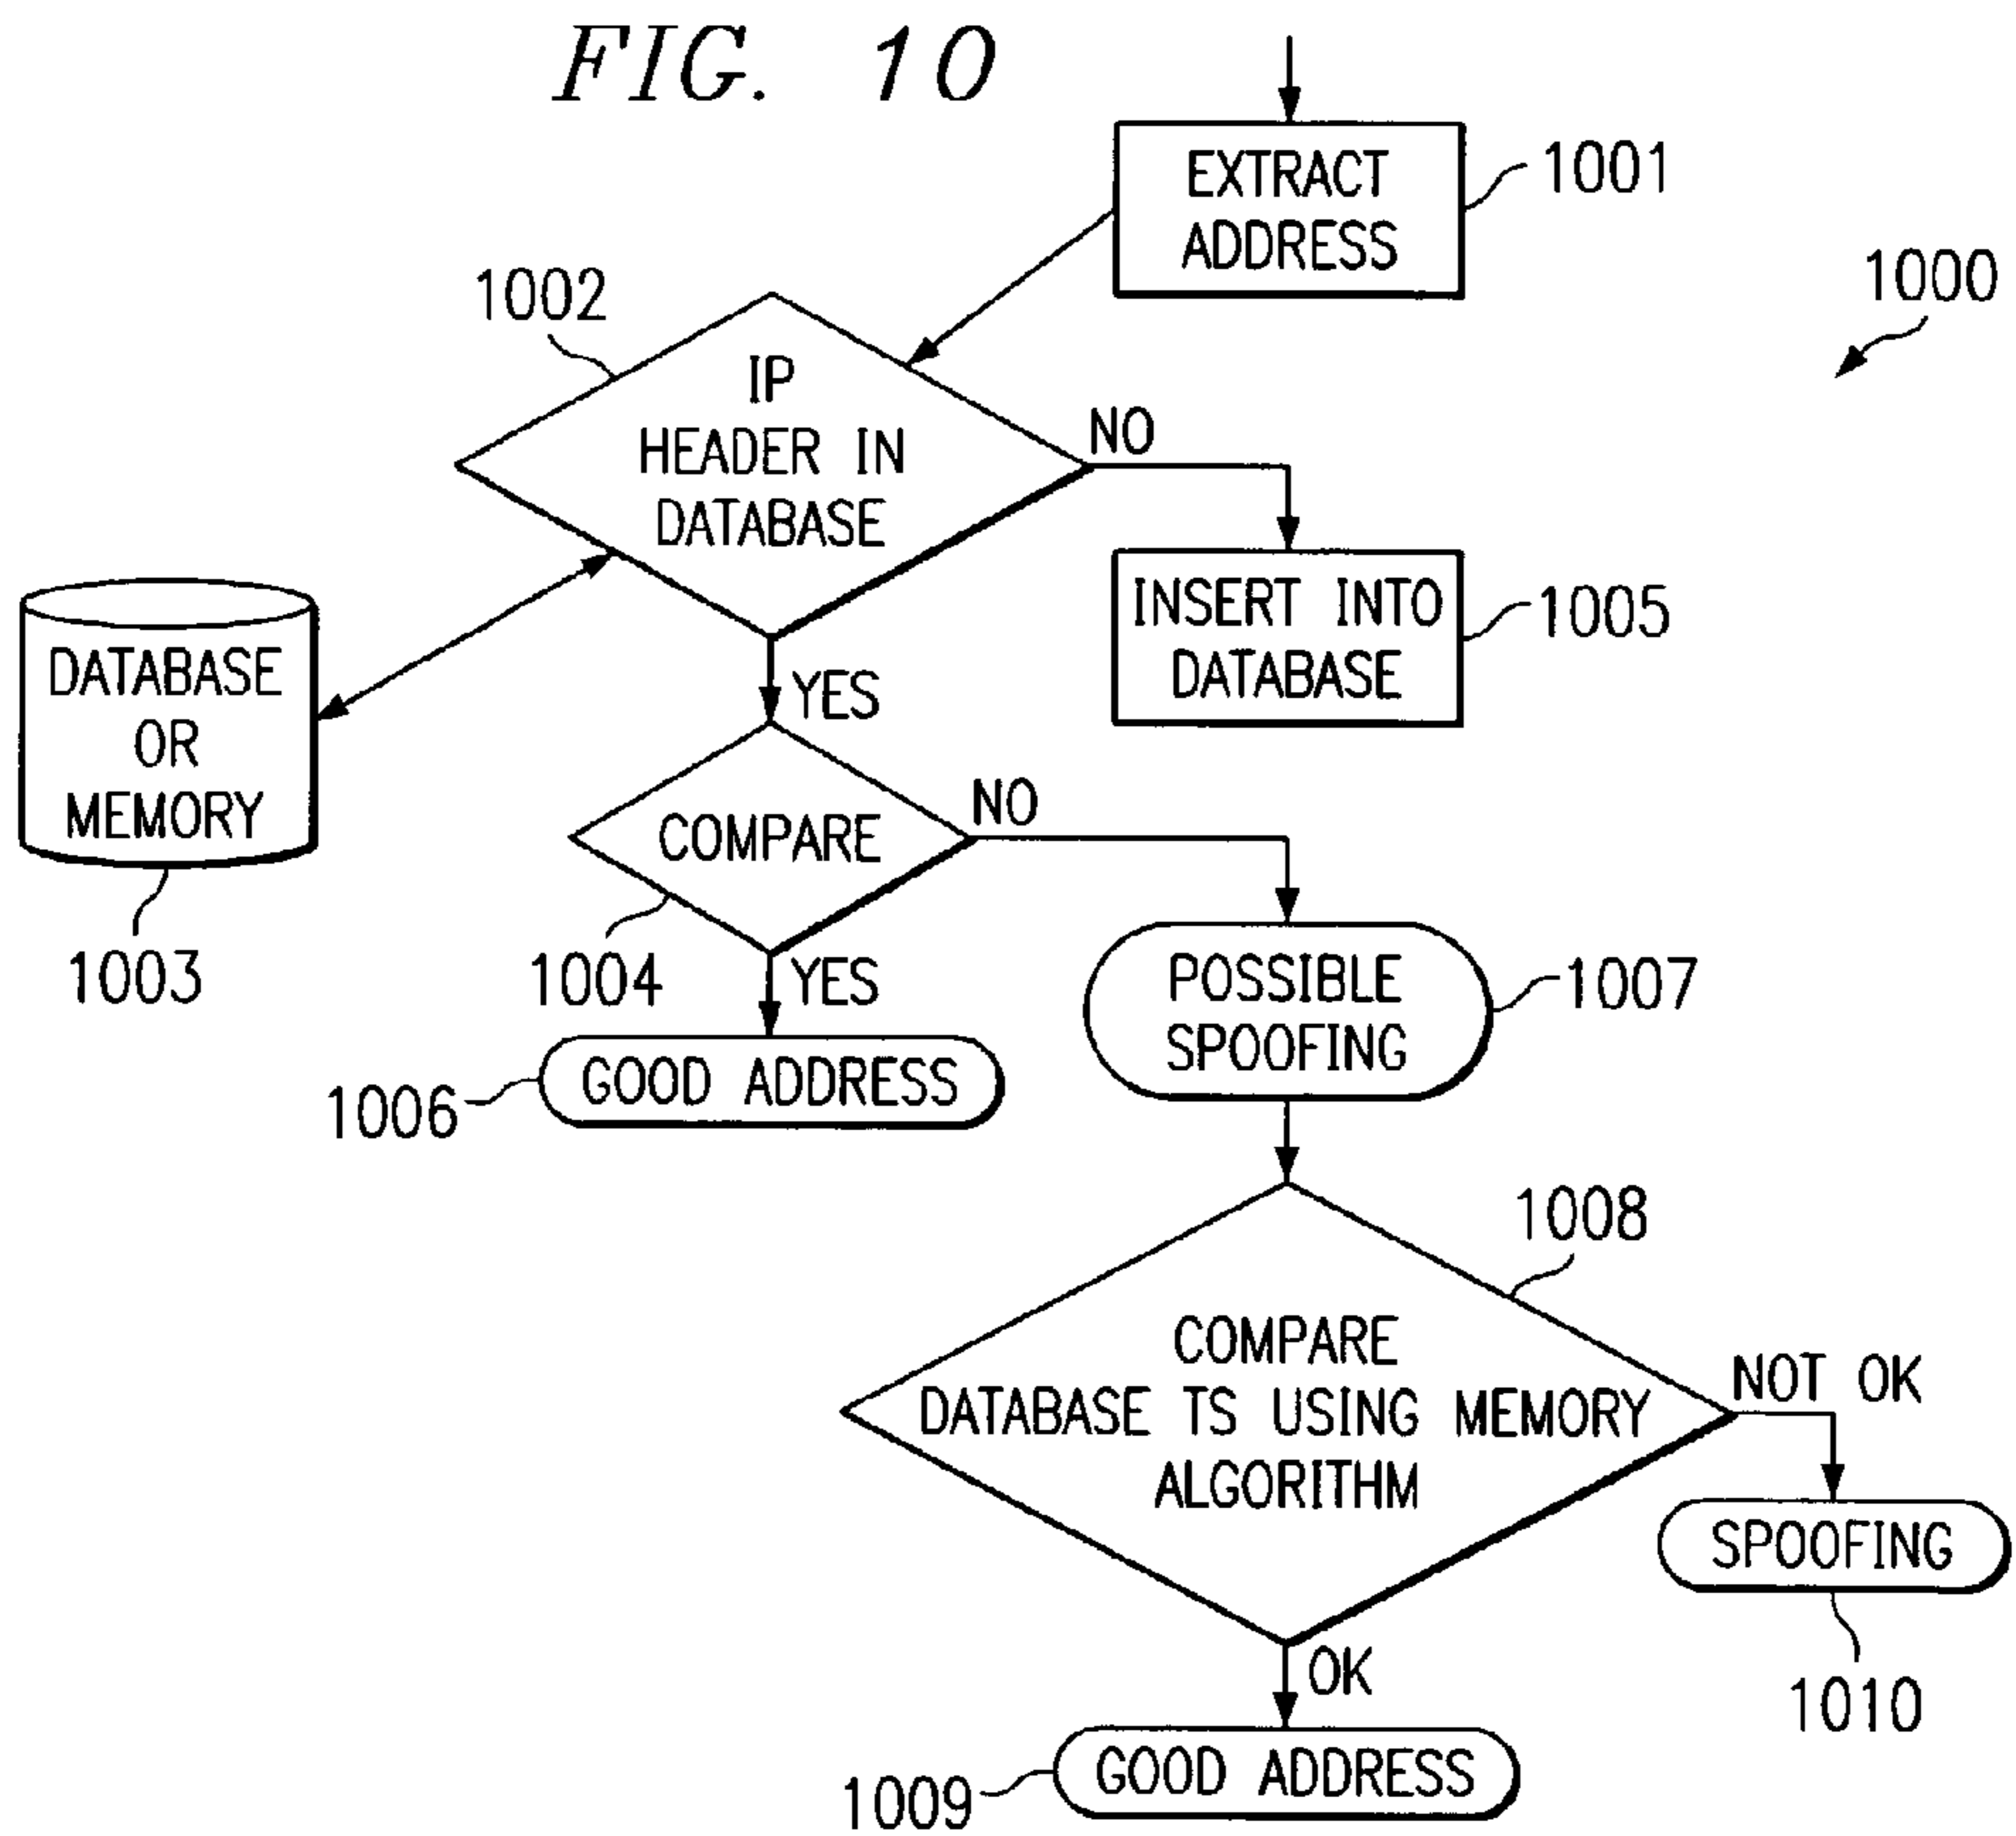 FIG. 10
EXTRACT
ADDRESS
1001
1000
1002
IP
HEADER IN
DATABASE
NO
INSERT INTO
DATABASE
1005
DATABASE
OR
MEMORY
1003
YES
COMPARE
NO
1004
YES
POSSIBLE
SPOOFING
1007
GOOD ADDRESS
1006
1008
COMPARE
DATABASE TS USING MEMORY
ALGORITHM
NOT OK
SPOOFING
1010
OK
GOOD ADDRESS
1009